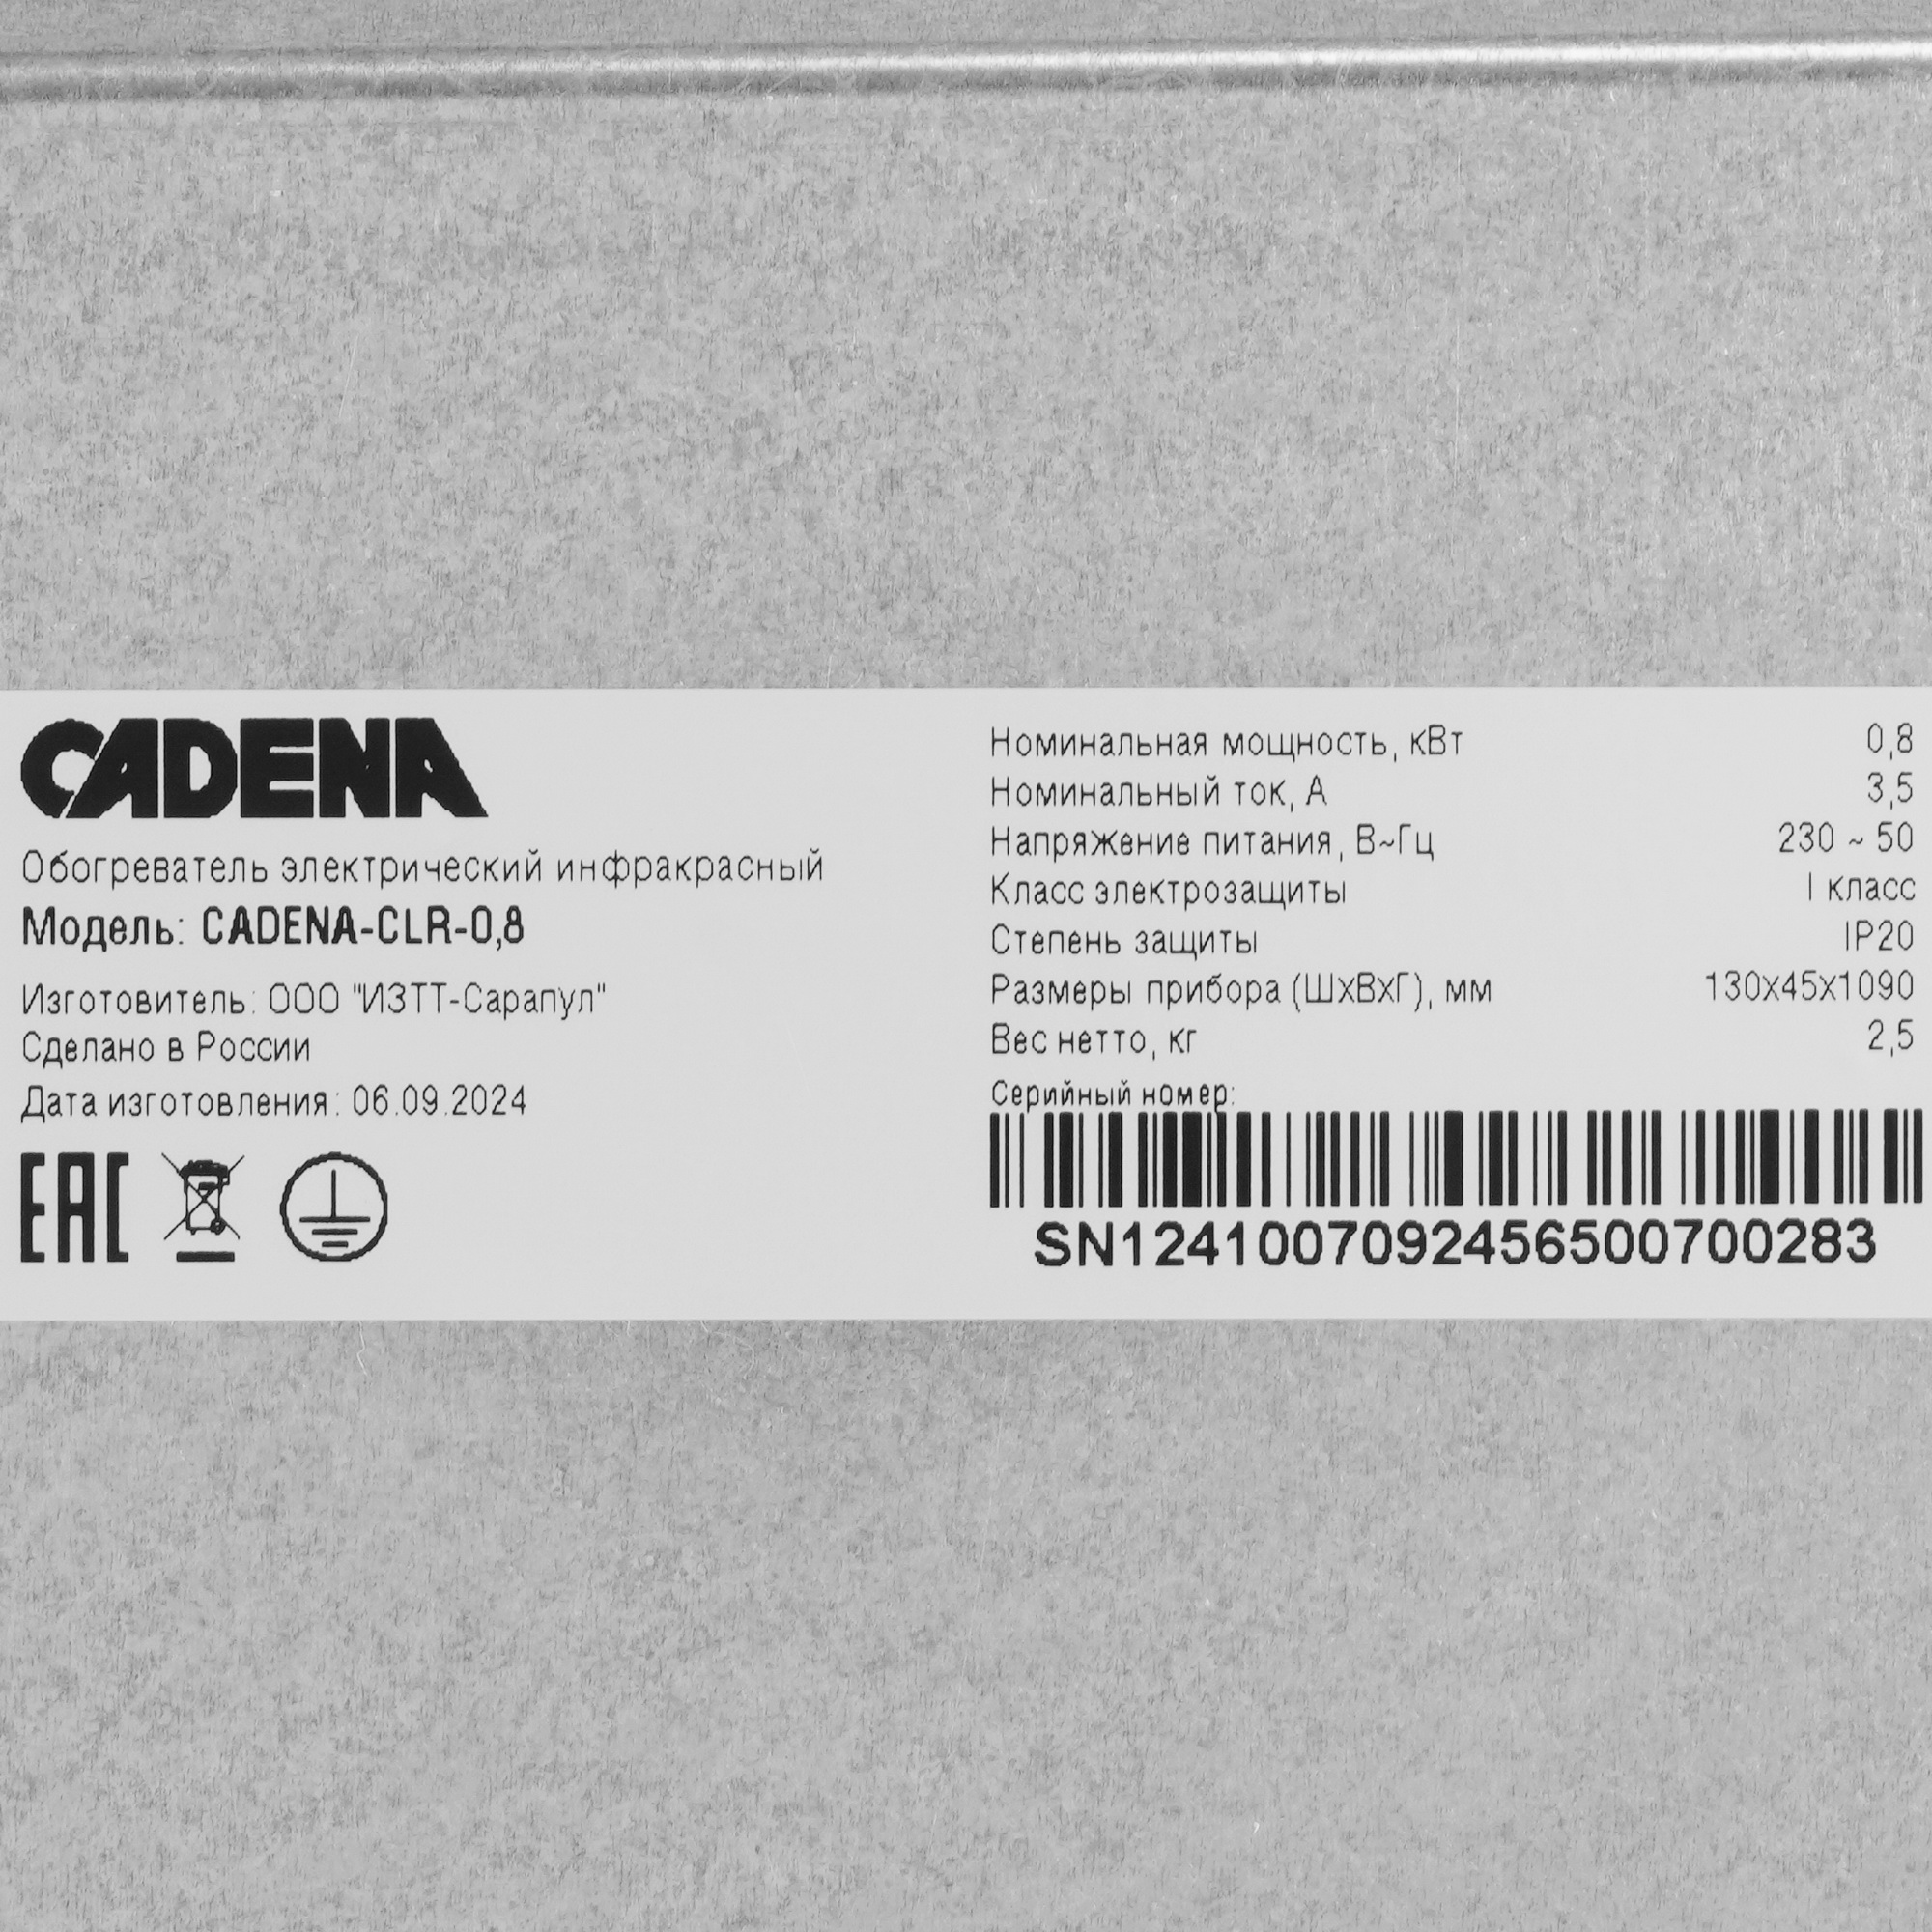 CADENA
Обогреватель электрический инфракрасный
Модель: CADENA-CLR-0,8
Изготовитель: ООО "ИЗТТ-Сарапул"
Сделано в России
Дата изготовления: 06.09.2024
EAC
Номинальная мощность, кВт 0,8
Номинальный ток, А 3,5
Напряжение питания, В~Гц 230 ~ 50
Класс электрозащиты I класс
Степень защиты IP20
Размеры прибора (ШхВхГ), мм 130x45x1090
Вес нетто, кг 2,5
Серийный номер:
SN1241007092456500700283